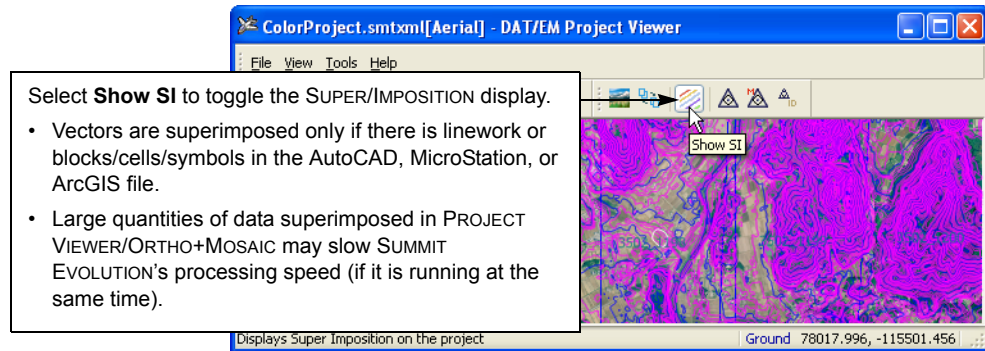 ColorProject.smtxml[Aerial] - DAT/EM Project Viewer
File View Tools Help
Select Show SI to toggle the SUPER/IMPOSITION display.
• Vectors are superimposed only if there is linework or
blocks/cells/symbols in the AutoCAD, MicroStation, or
ArcGIS file.
• Large quantities of data superimposed in PROJECT
VIEWER/ORTHO+MOSAIC may slow SUMMIT
EVOLUTION's processing speed (if it is running at the
same time).
M
ID
Show SI
Displays Super Imposition on the project
Ground 78017.996, -115501.456